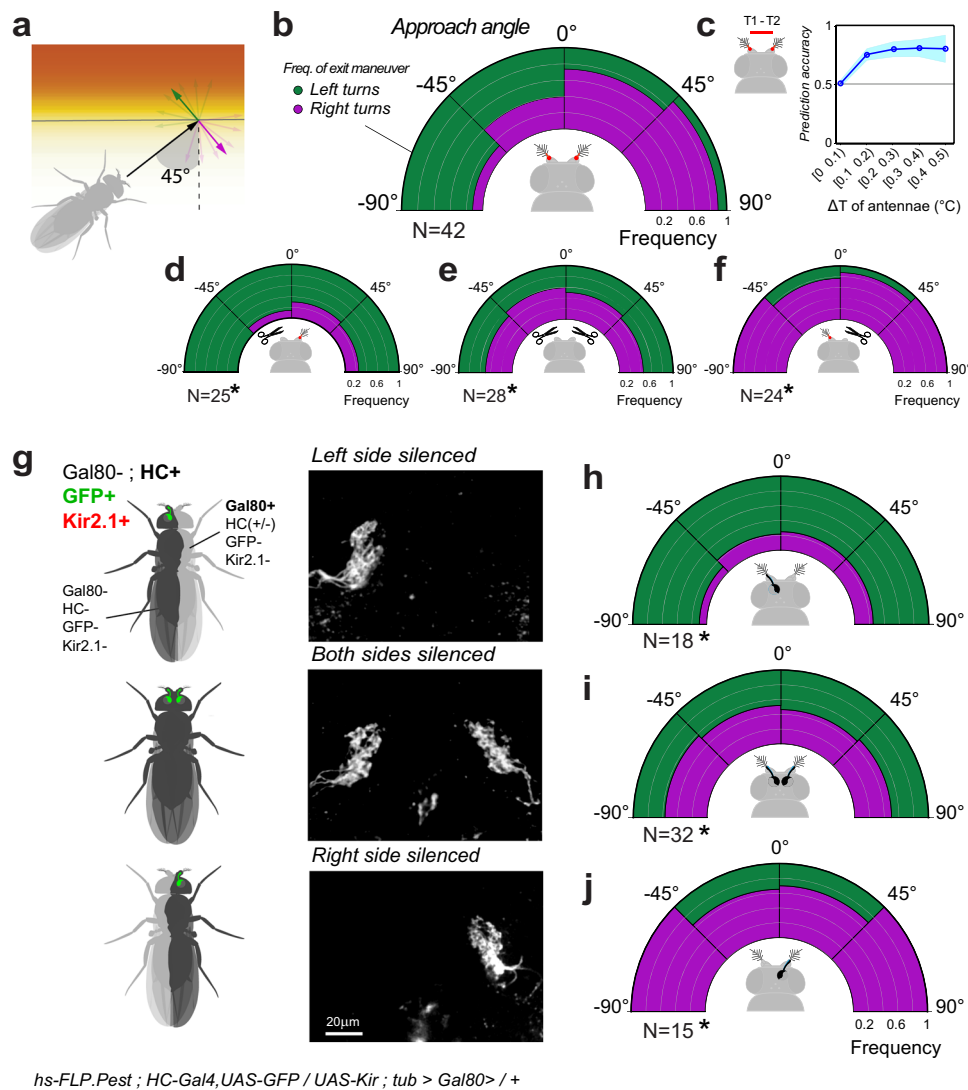 a
45°
b
Approach angle
Freq. of exit maneuver
Left turns
Right turns
0°
-45°
45°
-90°
90°
N=42
0.2 0.6 1
Frequency
c
T1 - T2
Prediction accuracy
1
0.5
0
[0 0.1)
[0.1 0.2)
[0.2 0.3)
[0.3 0.4)
[0.4 0.5)
ΔT of antennae (°C)
d
0°
-45°
45°
-90°
90°
N=25*
0.2 0.6 1
Frequency
e
0°
-45°
45°
-90°
90°
N=28*
0.2 0.6 1
Frequency
f
0°
-45°
45°
-90°
90°
N=24*
0.2 0.6 1
Frequency
g
Gal80- ; HC+
GFP+
Kir2.1+
Gal80+
HC(+/-)
GFP-
Kir2.1-
Gal80-
HC-
GFP-
Kir2.1-
Left side silenced
Both sides silenced
Right side silenced
20µm
h
0°
-45°
45°
-90°
90°
N=18 *
i
0°
-45°
45°
-90°
90°
N=32 *
j
0°
-45°
45°
-90°
90°
N=15 *
0.2 0.6 1
Frequency
hs-FLP.Pest ; HC-Gal4,UAS-GFP / UAS-Kir ; tub > Gal80> / +